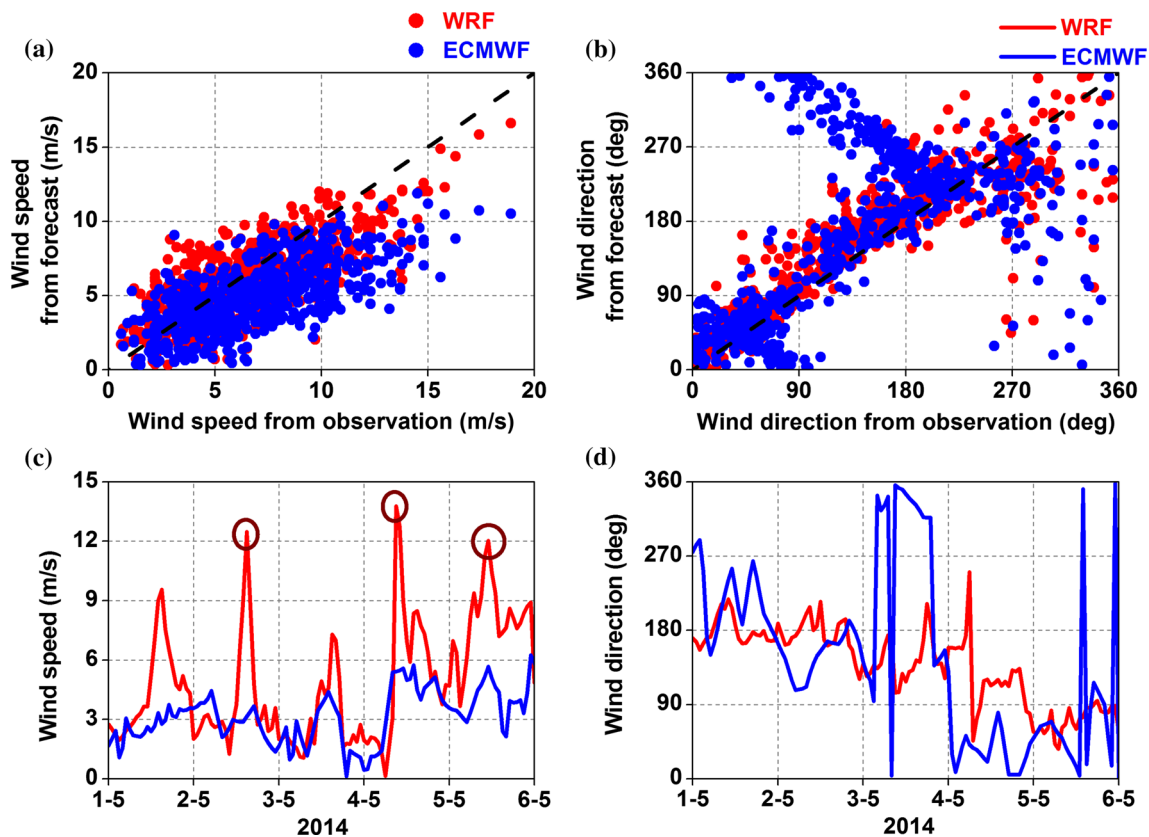 (a)
WRF
ECMWF
Wind speed
from forecast (m/s)
20
15
10
5
0
0 5 10 15 20
Wind speed from observation (m/s)
(b)
WRF
ECMWF
Wind direction
from forecast (deg)
360
270
180
90
0
0 90 180 270 360
Wind direction from observation (deg)
(c)
Wind speed (m/s)
15
12
9
6
3
0
1-5 2-5 3-5 4-5 5-5 6-5
2014
(d)
Wind direction (deg)
360
270
180
90
0
1-5 2-5 3-5 4-5 5-5 6-5
2014